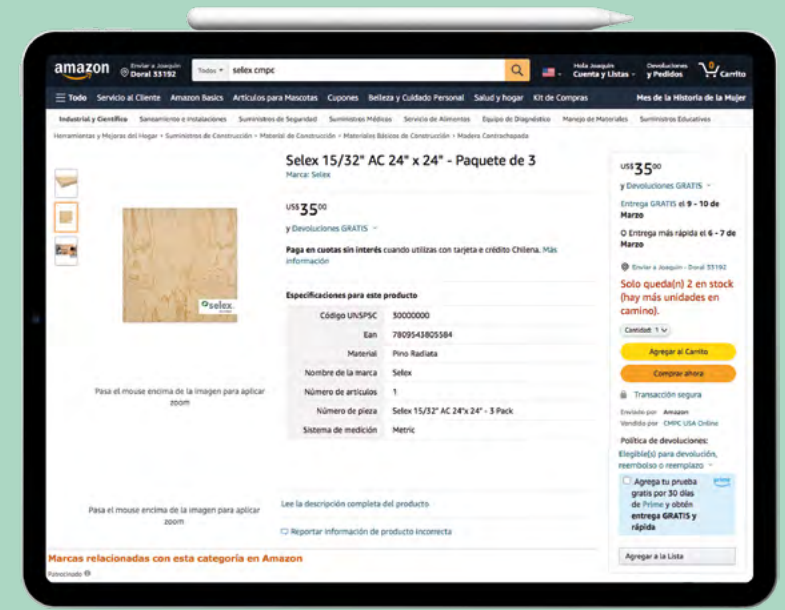 amazon
Enviar a Joaquin
Doral 33192
Todos
selex cmpc
Hola Joaquin
Cuenta y Listas
Devoluciones
y Pedidos
0
Carrito
Todo Servicio al Cliente Amazon Basics Artículos para Mascotas Cupones Belleza y Cuidado Personal Salud y hogar Kit de Compras Mes de la Historia de la Mujer
Industrial y Científico Saneamiento e Instalaciones Suministros de Seguridad Suministros Médicos Servicio de Alimentos Equipo de Diagnóstico Manejo de Materiales Suministros Educativos
Herramientas y Mejoras del Hogar › Suministros de Construcción › Material de Construcción › Materiales Básicos de Construcción › Madera Contrachapada
Selex 15/32" AC 24" x 24" - Paquete de 3
Marca: Selex
US$3500
y Devoluciones GRATIS
Paga en cuotas sin interés cuando utilizas con tarjeta e crédito Chilena. Más
información
Especificaciones para este producto
Código UNSPSC 30000000
Ean 7809543805584
Material Pino Radiata
Nombre de la marca Selex
Número de artículos 1
Número de pieza Selex 15/32" AC 24"x 24" - 3 Pack
Sistema de medición Metric
selex
Pasa el mouse encima de la imagen para aplicar
zoom
Pasa el mouse encima de la imagen para aplicar
zoom
Lee la descripción completa del producto
Reportar información de producto incorrecta
Marcas relacionadas con esta categoría en Amazon
Patrocinado
US$3500
y Devoluciones GRATIS
Entrega GRATIS el 9 - 10 de
Marzo
O Entrega más rápida el 6 - 7 de
Marzo
Enviar a Joaquin - Doral 33192
Solo queda(n) 2 en stock
(hay más unidades en
camino).
Cantidad: 1
Agregar al Carrito
Comprar ahora
Transacción segura
Enviado por Amazon
Vendido por CMPC USA Online
Política de devoluciones:
Elegible(s) para devolución,
reembolso o reemplazo
Agrega tu prueba
gratis por 30 días
de Prime y obtén
entrega GRATIS y
rápida
prime
Agregar a la Lista